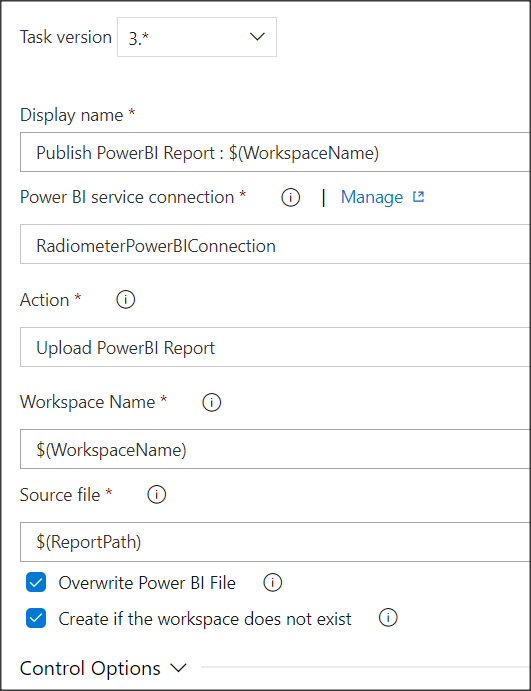 Task version 3.*
Display name *
Publish PowerBI Report : $(WorkspaceName)
Power BI service connection * | Manage
RadiometerPowerBIConnection
Action *
Upload PowerBI Report
Workspace Name *
$(WorkspaceName)
Source file *
$(ReportPath)
Overwrite Power BI File
Create if the workspace does not exist
Control Options